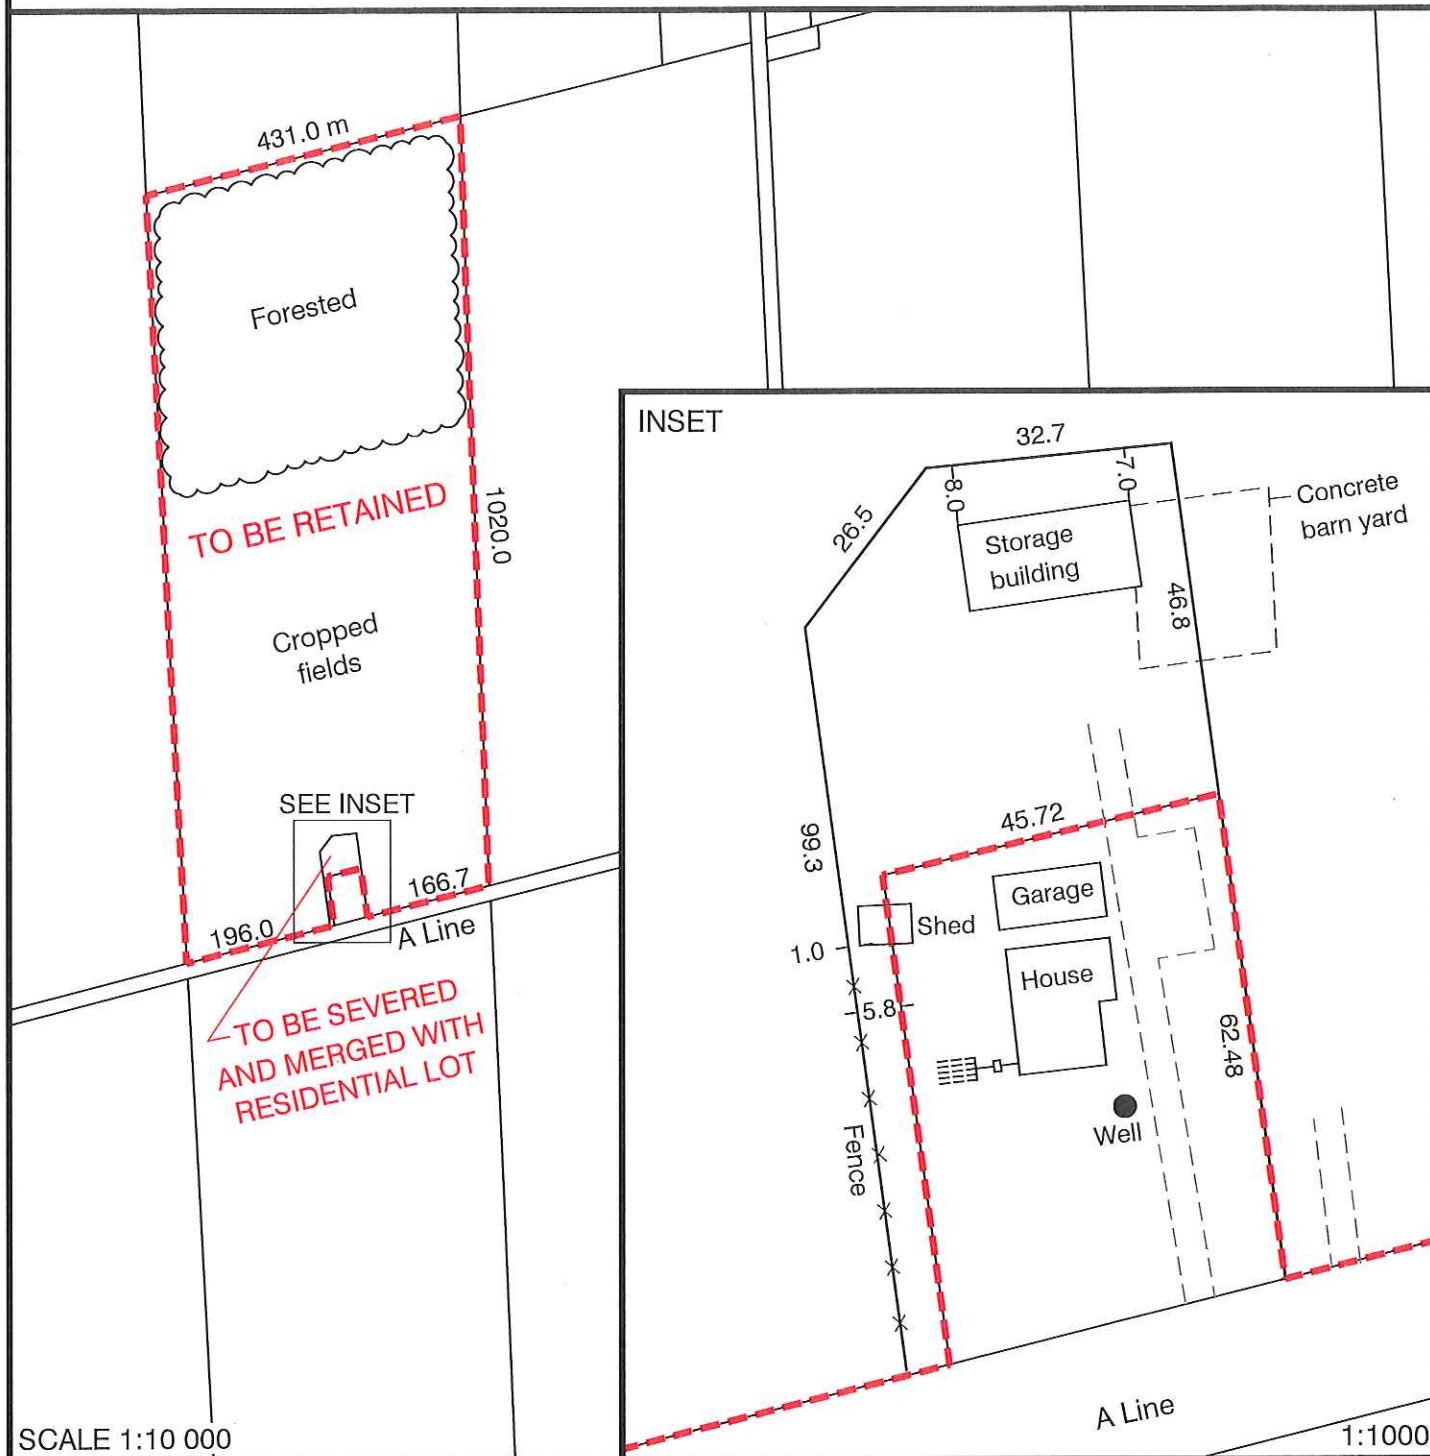 431.0 m
Forested
TO BE RETAINED
1020.0
Cropped
fields
SEE INSET
196.0
166.7
A Line
TO BE SEVERED
AND MERGED WITH
RESIDENTIAL LOT
SCALE 1:10 000
INSET
32.7
26.5
8.0
7.0
Storage
building
Concrete
barn yard
46.8
99.3
45.72
Garage
Shed
1.0
House
5.8
62.48
Well
Fence
A Line
1:1000